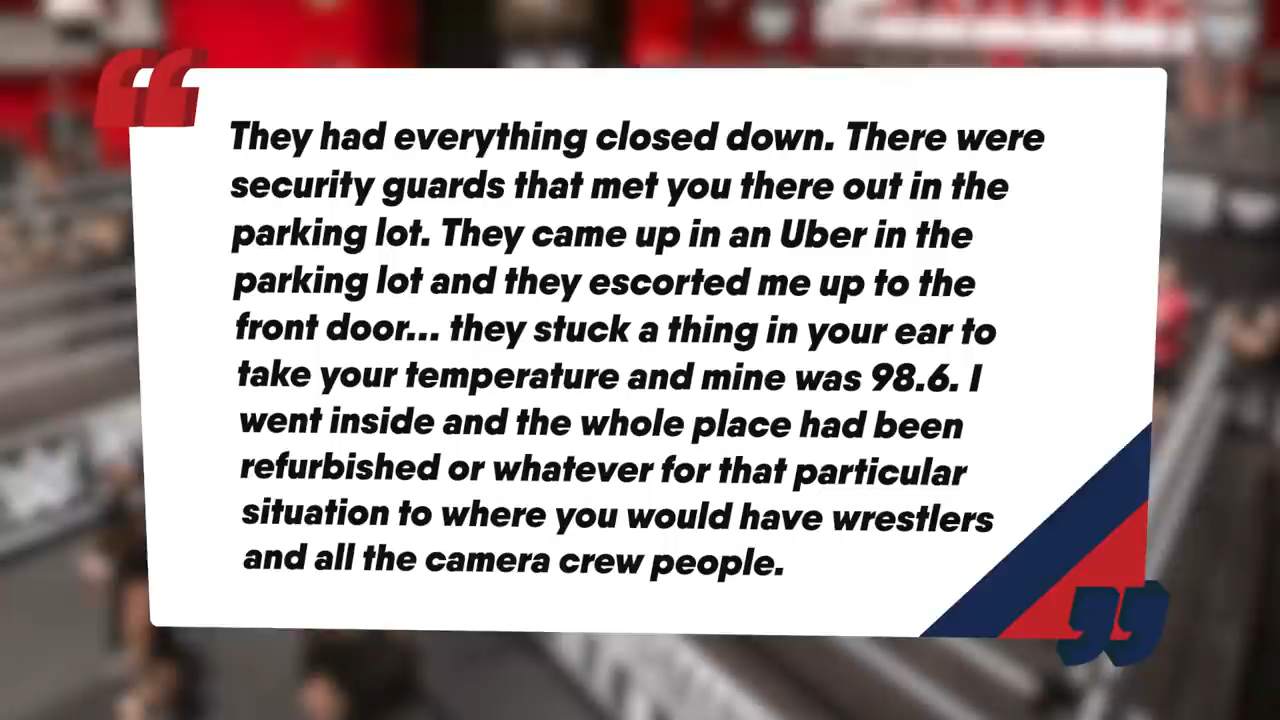 They had everything closed down. There were
security guards that met you there out in the
parking lot. They came up in an Uber in the
parking lot and they escorted me up to the
front door... they stuck a thing in your ear to
take your temperature and mine was 98.6. I
went inside and the whole place had been
refurbished or whatever for that particular
situation to where you would have wrestlers
and all the camera crew people.